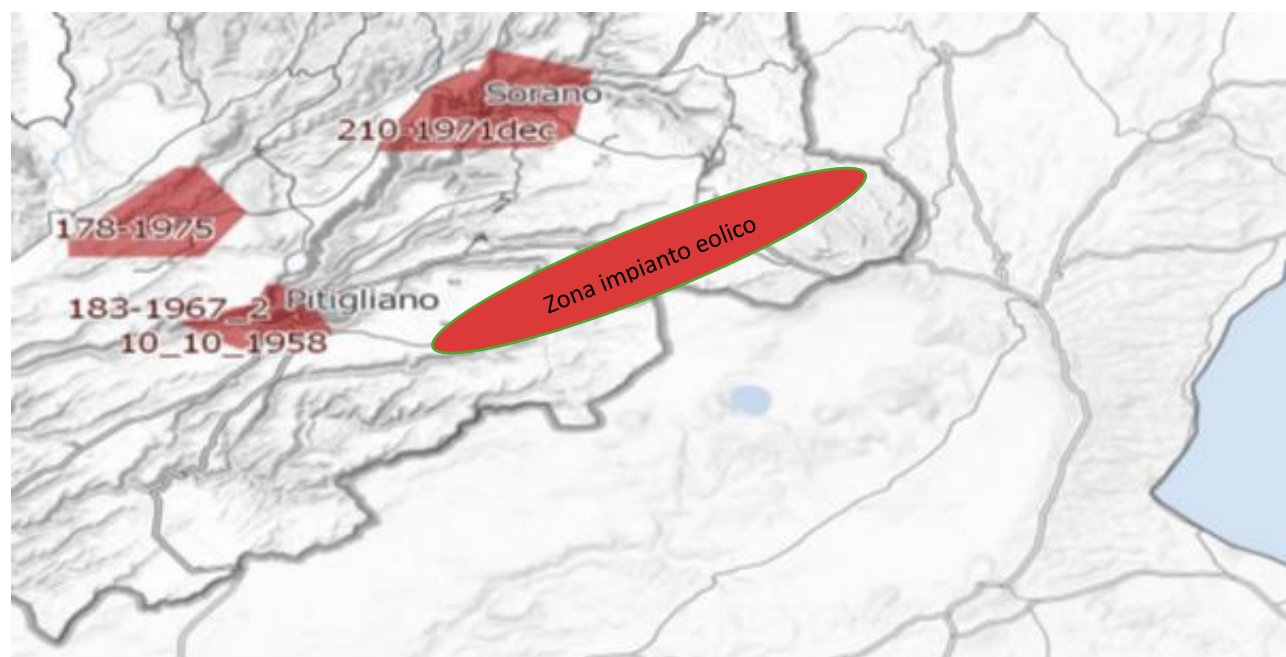 Sorano
210-1971dec
178-1975
Zona impianto eolico
Pitigliano
183-1967_2
10_10_1958